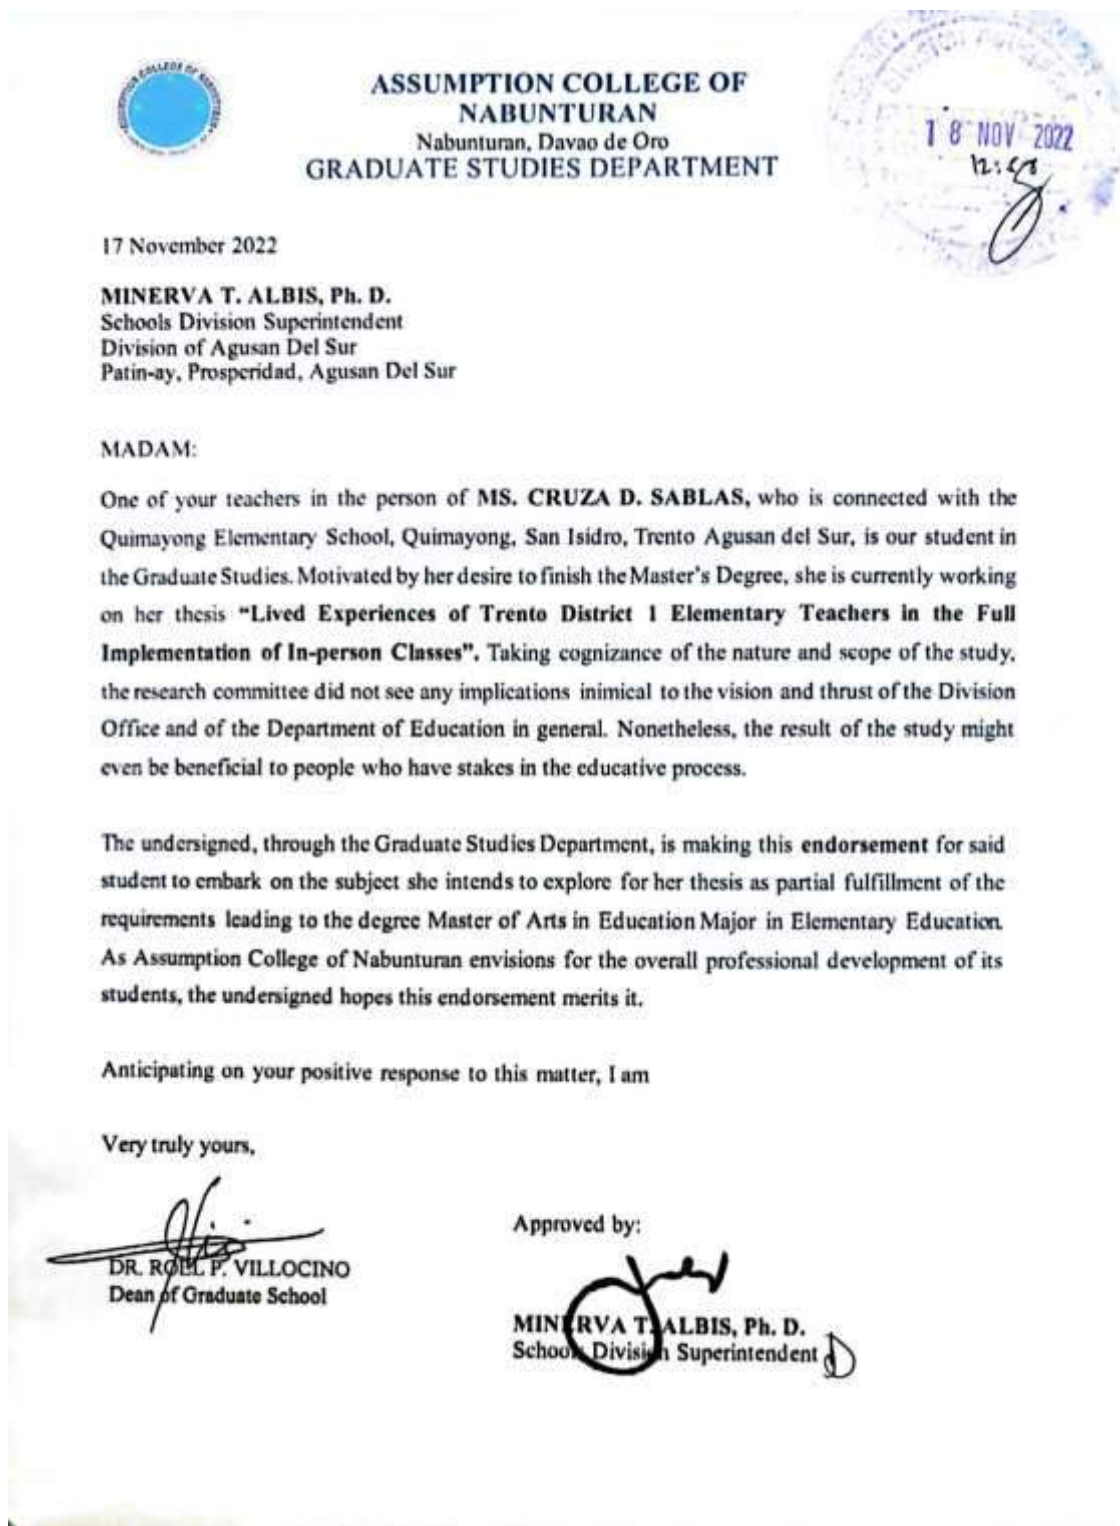 ASSUMPTION COLLEGE OF
NABUNTURAN
Nabunturan, Davao de Oro
GRADUATE STUDIES DEPARTMENT
18 NOV 2022
17 November 2022
MINERVA T. ALBIS, Ph. D.
Schools Division Superintendent
Division of Agusan Del Sur
Patin-ay, Prosperidad, Agusan Del Sur
MADAM:
One of your teachers in the person of MS. CRUZA D. SABLAS, who is connected with the
Quimayong Elementary School, Quimayong, San Isidro, Trento Agusan del Sur, is our student in
the Graduate Studies. Motivated by her desire to finish the Master's Degree, she is currently working
on her thesis “Lived Experiences of Trento District 1 Elementary Teachers in the Full
Implementation of In-person Classes”. Taking cognizance of the nature and scope of the study,
the research committee did not see any implications inimical to the vision and thrust of the Division
Office and of the Department of Education in general. Nonetheless, the result of the study might
even be beneficial to people who have stakes in the educative process.
The undersigned, through the Graduate Studies Department, is making this endorsement for said
student to embark on the subject she intends to explore for her thesis as partial fulfillment of the
requirements leading to the degree Master of Arts in Education Major in Elementary Education.
As Assumption College of Nabunturan envisions for the overall professional development of its
students, the undersigned hopes this endorsement merits it.
Anticipating on your positive response to this matter, I am
Very truly yours,
DR. ROEL P. VILLOCINO
Dean of Graduate School
Approved by:
MINERVA T. ALBIS, Ph. D.
Schools Division Superintendent